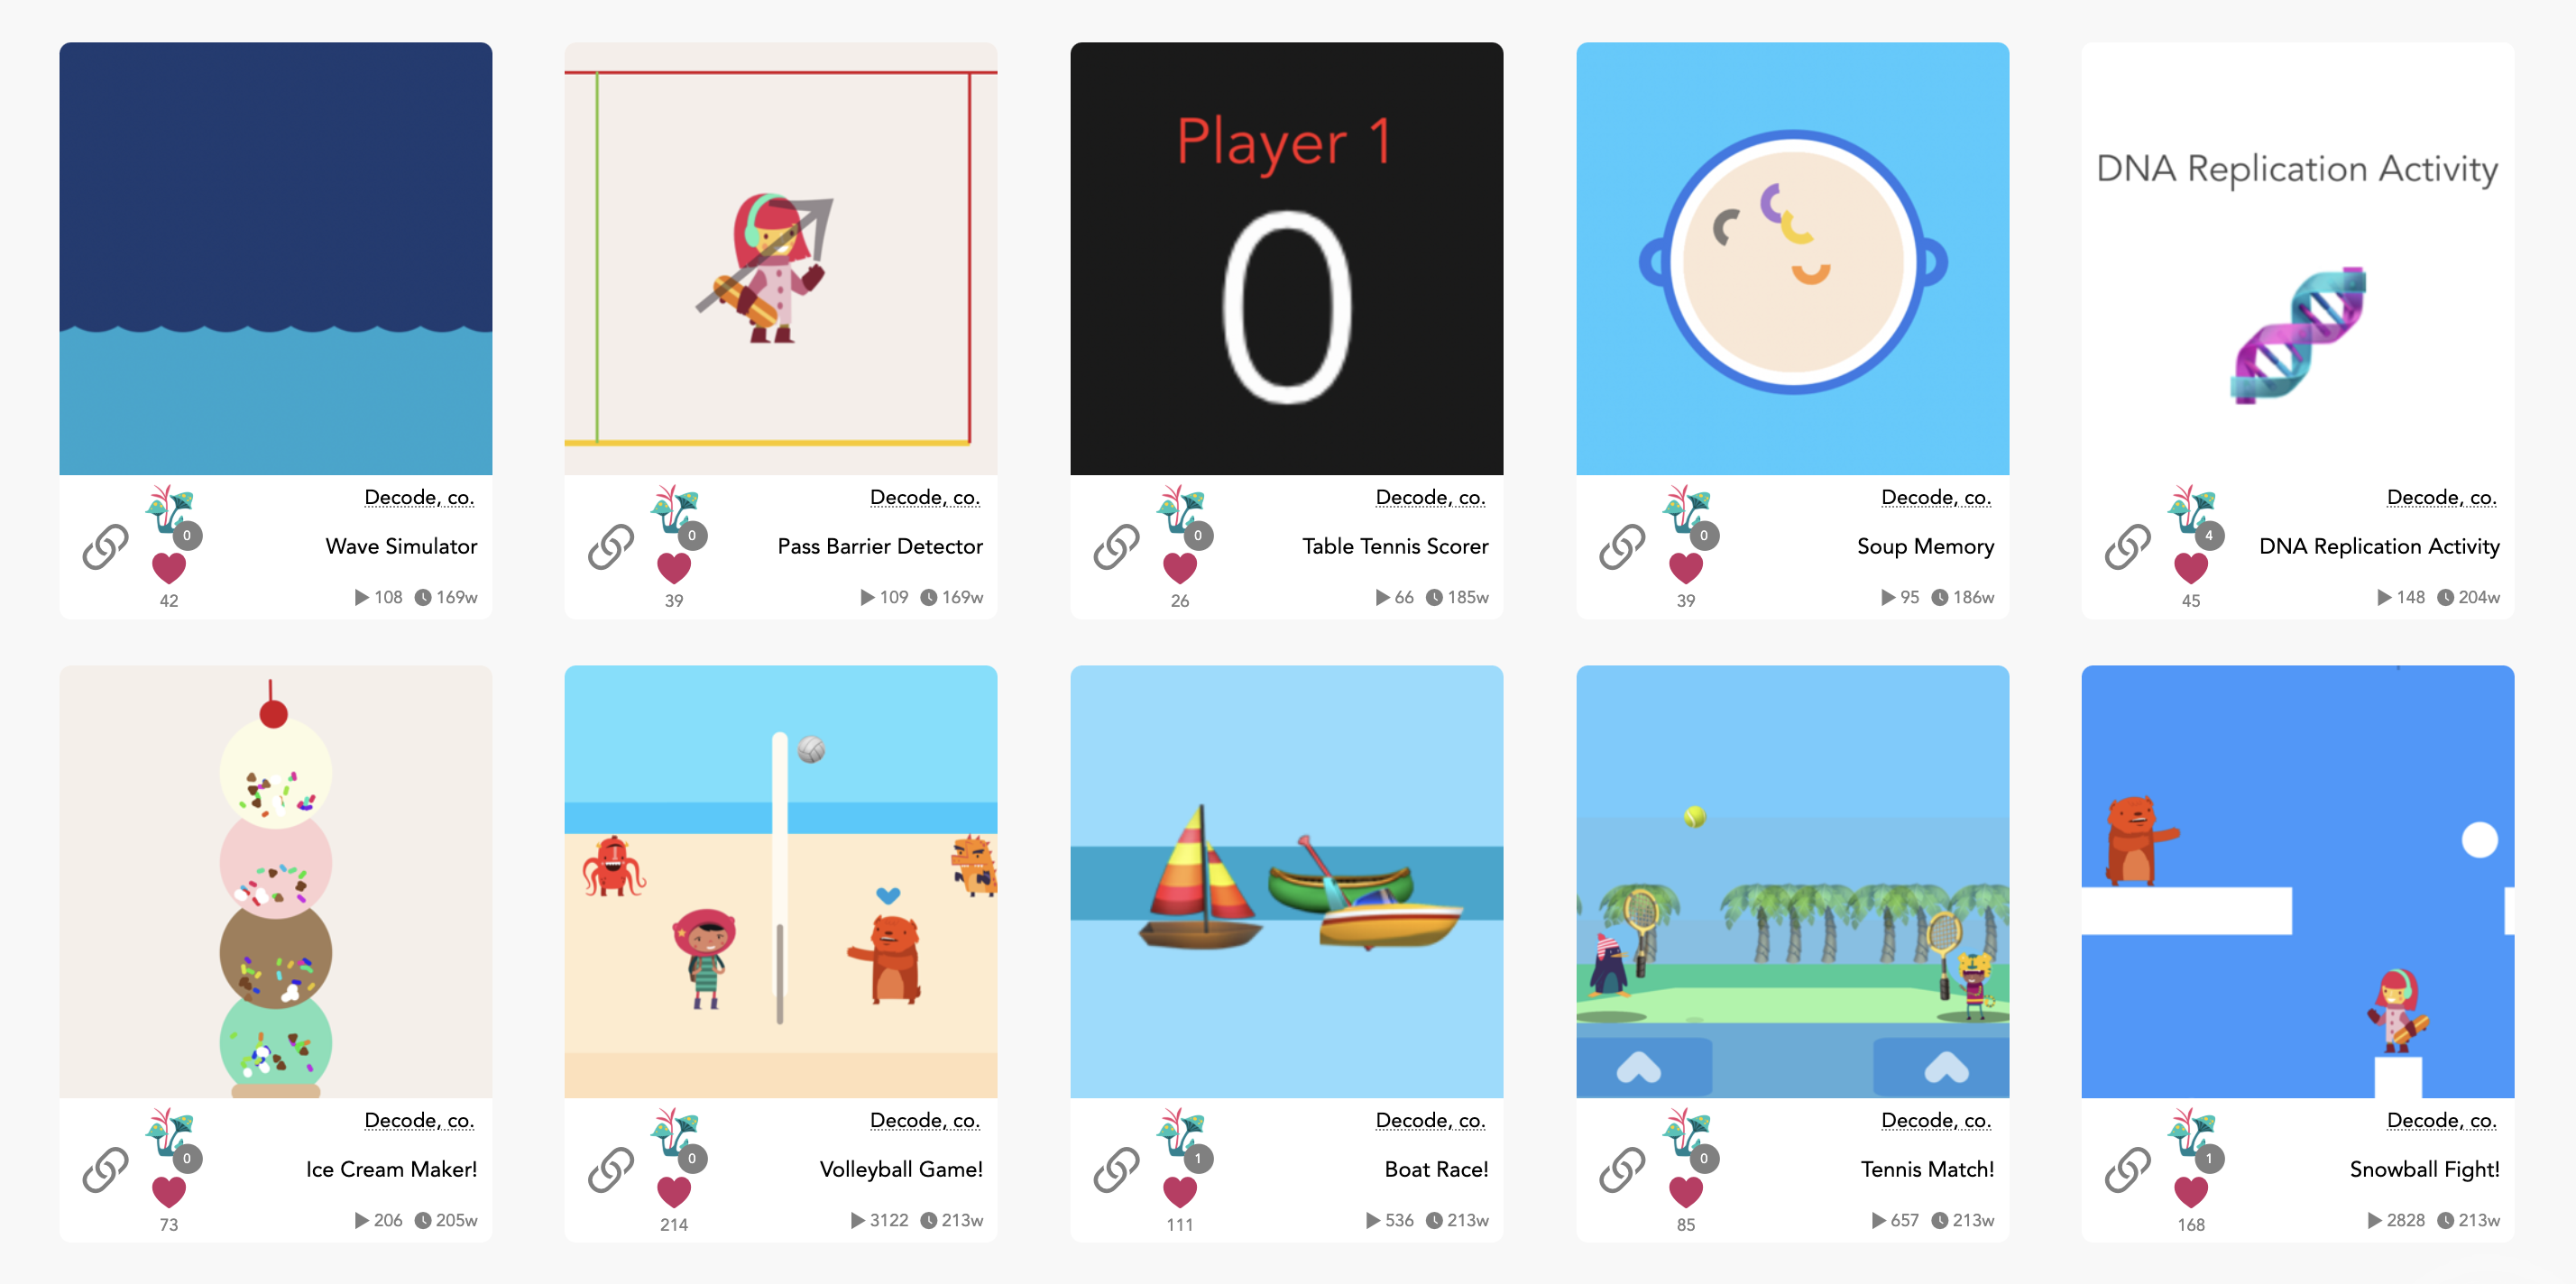 Player 1
0
DNA Replication Activity
Decode, co.
0
Wave Simulator
42
108 169w
Decode, co.
0
Pass Barrier Detector
39
109 169w
Decode, co.
0
Table Tennis Scorer
26
66 185w
Decode, co.
0
Soup Memory
39
95 186w
Decode, co.
4
DNA Replication Activity
45
148 204w
Decode, co.
0
Ice Cream Maker!
73
206 205w
Decode, co.
0
Volleyball Game!
214
3122 213w
Decode, co.
1
Boat Race!
111
536 213w
Decode, co.
0
Tennis Match!
85
657 213w
Decode, co.
1
Snowball Fight!
168
2828 213w